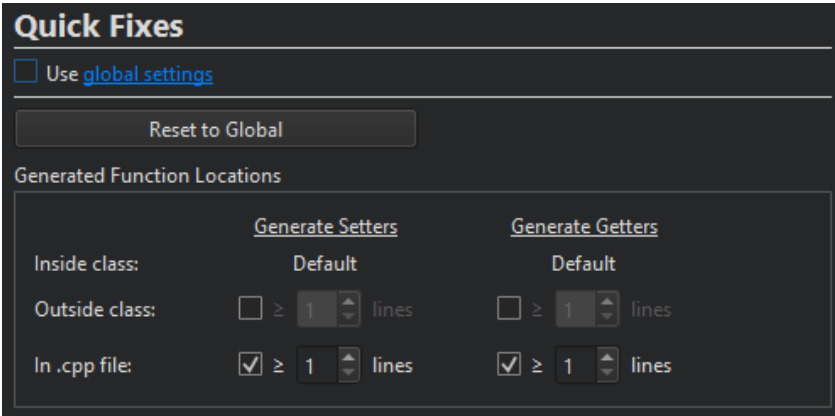 Quick Fixes
Use global settings
Reset to Global
Generated Function Locations
Generate Setters Generate Getters
Inside class: Default Default
Outside class: ≥ 1 lines ≥ 1 lines
In .cpp file: ≥ 1 lines ≥ 1 lines